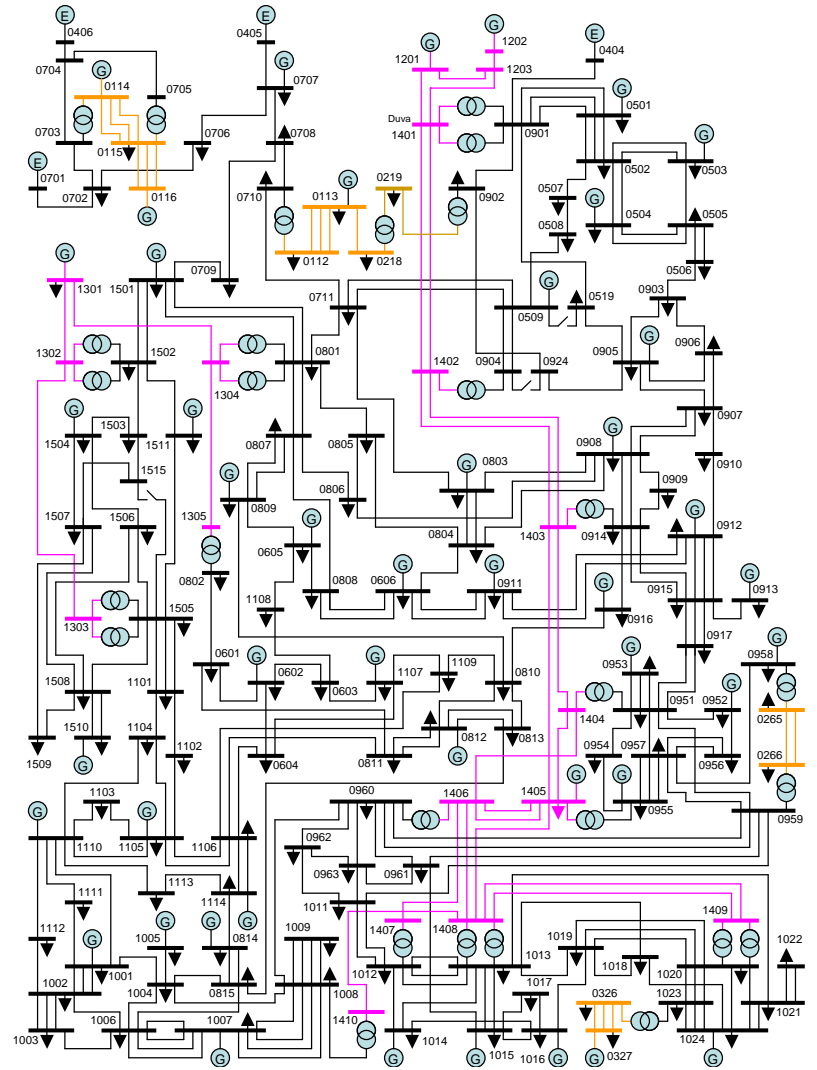 E E
0406 0405 G 1202 E
G 1201 1203 0404
0704 0114 G 0707 G
0705 Duva 1401 0901 0501
0703 0115 0706 0708 G
E 0502 0503
0701 0219 0902 0507 G
0702 0116 0710 0113 G 0504 0505
G 0508
0112 0218 0506
G G 0709 G 0903
1301 1501 0711 0509 0519 G
1302 1502 1304 0801 1402 0904 0924 0905 0906
G 1503 G 0907
1504 1511 0807 0805 G 0908 G
1515 G 0803 0909 0910
1507 1506 1305 0809 0806 1403 0914 G 0912
0605 G 0804
0802 0808 0606 G 0911 G G 0915 0913 G
1303 1505 1108 0916 0917
0601 G 0602 G 1107 1109 0810 0953 G 0958 G
1508 1101 0603 1404 0951 0952 G 0265
1509 1510 1104 1102 0812 0813 0954 0957 0956 0266
G 0604 0811 G G G
1103 0960 1406 1405 0955 0959
G G
1110 1105 1106 0962
1111 1113 1114 0963 0961
1112 G G G G 1011 1407 1408 1409
1005 0814 1009 1019 1022
1002 1001 1012 1013 1018 1020
1004 0815 1008 1017 0326 1023 1021
1003 1006 1007 1410 1014 1015 1016 0327 1024
G G G G G G